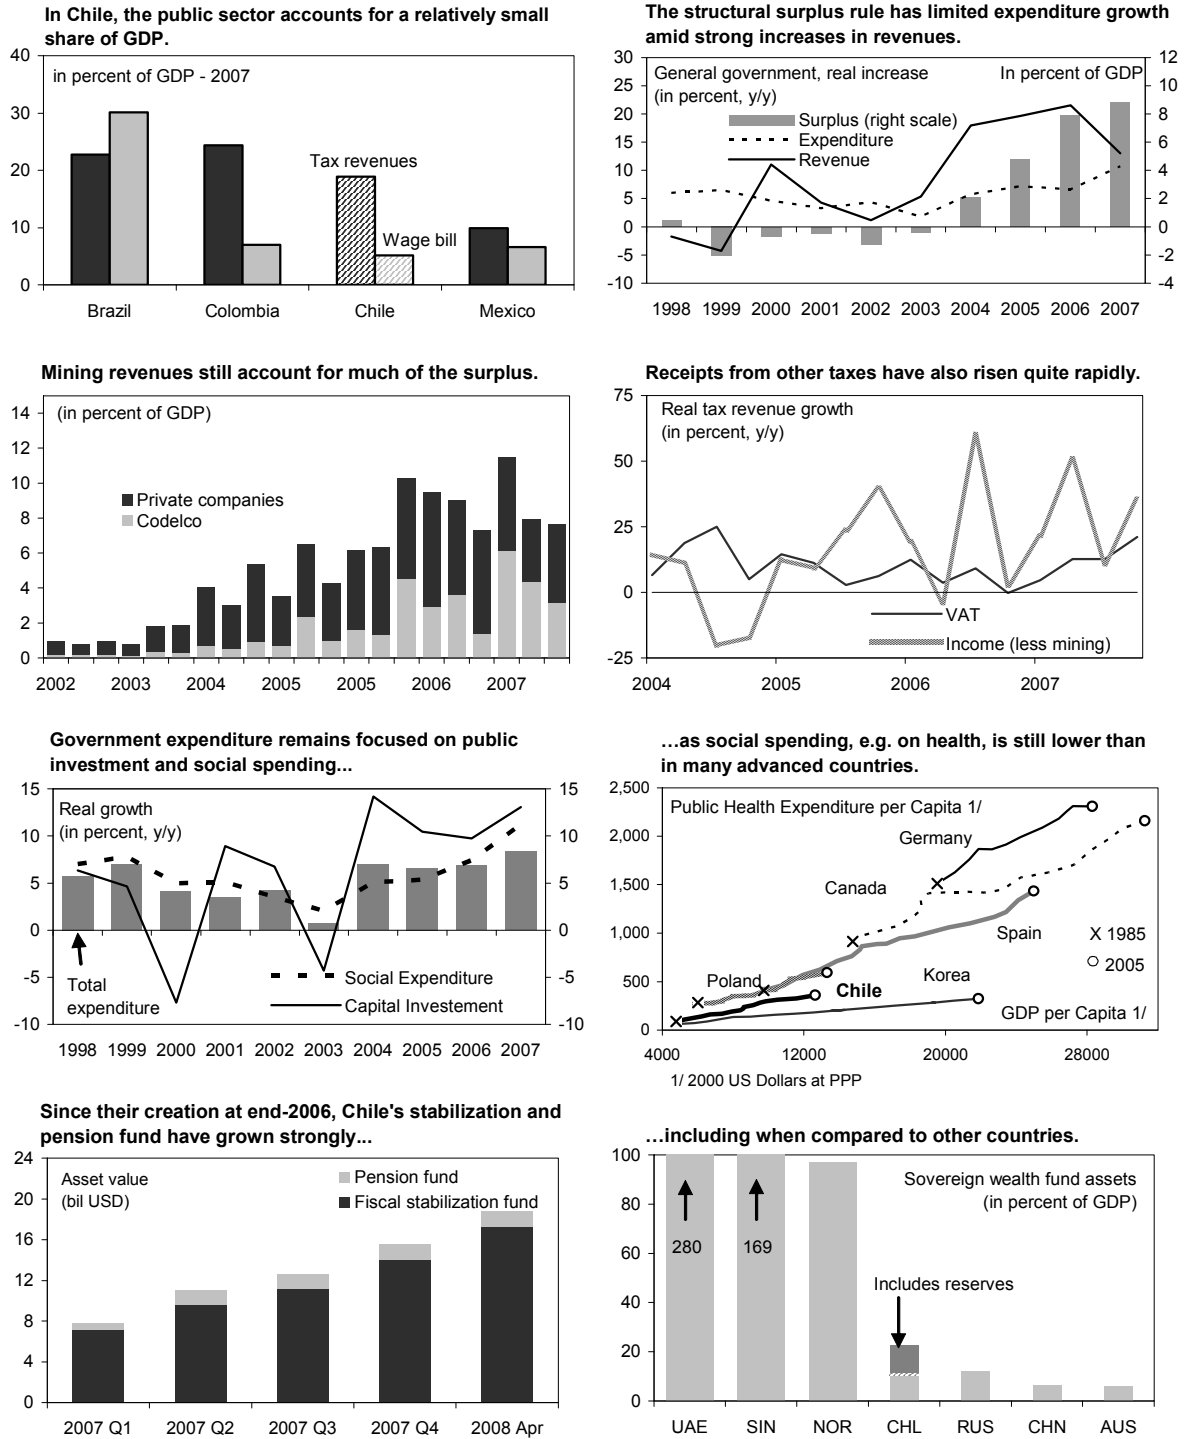 In Chile, the public sector accounts for a relatively small
share of GDP.
in percent of GDP - 2007
40
30
20
10
0
Tax revenues
Wage bill
Brazil Colombia Chile Mexico
The structural surplus rule has limited expenditure growth
amid strong increases in revenues.
General government, real increase
(in percent, y/y)
In percent of GDP
Surplus (right scale)
Expenditure
Revenue
30
25
20
15
10
5
0
-5
-10
12
10
8
6
4
2
0
-2
-4
1998 1999 2000 2001 2002 2003 2004 2005 2006 2007
Mining revenues still account for much of the surplus.
(in percent of GDP)
Private companies
Codelco
14
12
10
8
6
4
2
0
2002 2003 2004 2005 2005 2006 2007
Receipts from other taxes have also risen quite rapidly.
Real tax revenue growth
(in percent, y/y)
75
50
25
0
-25
VAT
Income (less mining)
2004 2005 2006 2007
Government expenditure remains focused on public
investment and social spending...
Real growth
(in percent, y/y)
15
10
5
0
-5
-10
15
10
5
0
-5
-10
Total
expenditure
Social Expenditure
Capital Investement
1998 1999 2000 2001 2002 2003 2004 2005 2006 2007
…as social spending, e.g. on health, is still lower than
in many advanced countries.
Public Health Expenditure per Capita 1/
2,500
2,000
1,500
1,000
500
0
Germany
Canada
Spain
X 1985
O 2005
Poland
Korea
Chile
GDP per Capita 1/
4000 12000 20000 28000
1/ 2000 US Dollars at PPP
Since their creation at end-2006, Chile's stabilization and
pension fund have grown strongly...
Asset value
(bil USD)
Pension fund
Fiscal stabilization fund
24
20
16
12
8
4
0
2007 Q1 2007 Q2 2007 Q3 2007 Q4 2008 Apr
…including when compared to other countries.
Sovereign wealth fund assets
(in percent of GDP)
100
80
60
40
20
0
280
169
Includes reserves
UAE SIN NOR CHL RUS CHN AUS